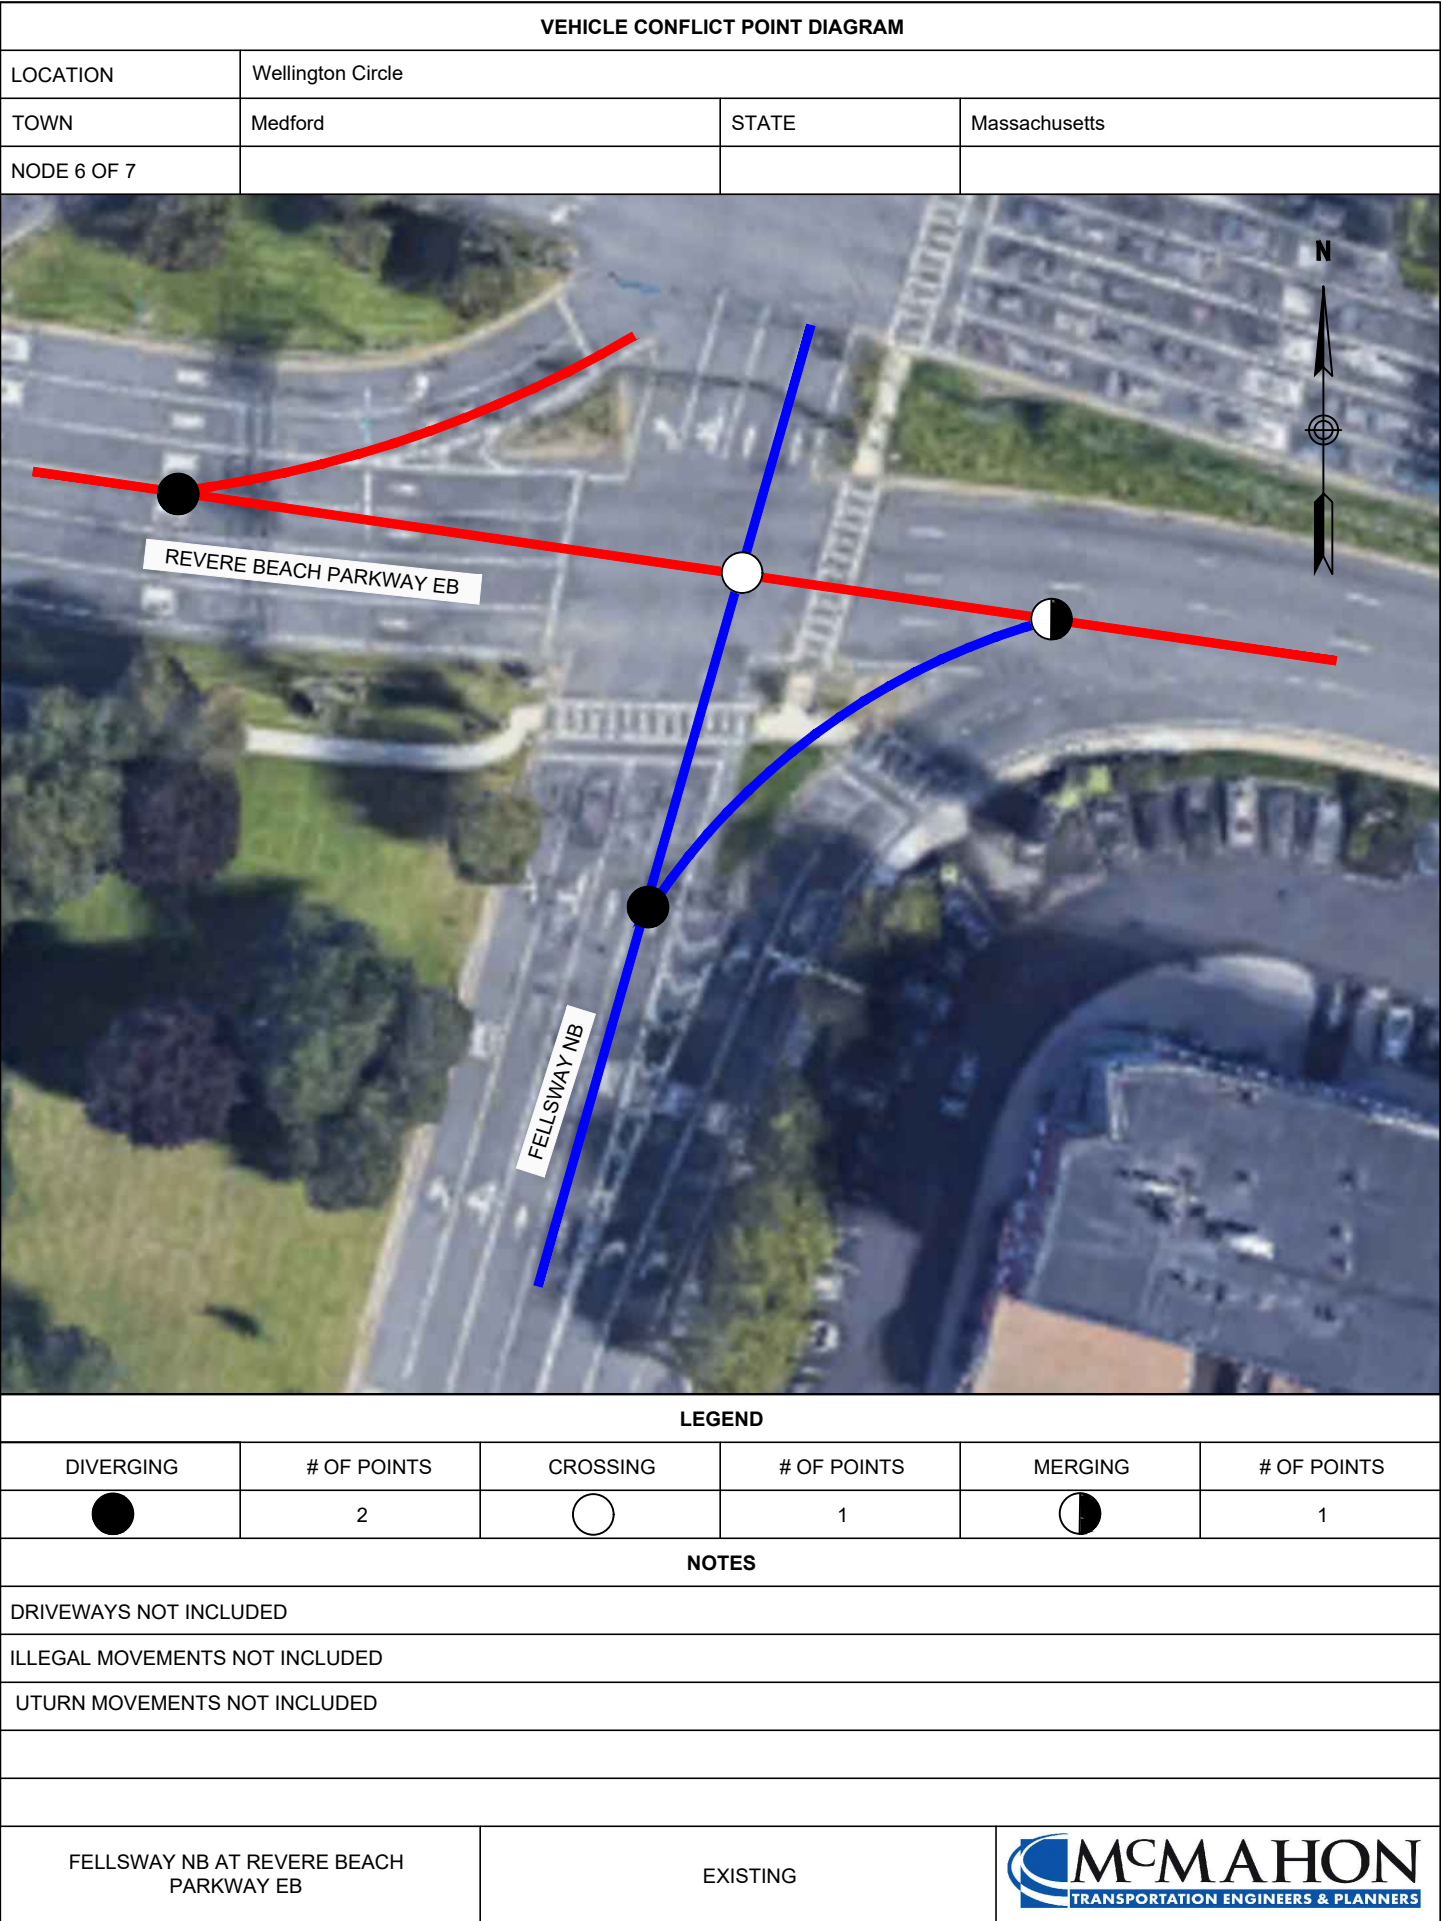 VEHICLE CONFLICT POINT DIAGRAM
LOCATION Wellington Circle
TOWN Medford STATE Massachusetts
NODE 6 OF 7
N
REVERE BEACH PARKWAY EB
FELLSWAY NB
LEGEND
DIVERGING # OF POINTS CROSSING # OF POINTS MERGING # OF POINTS
2 1 1
NOTES
DRIVEWAYS NOT INCLUDED
ILLEGAL MOVEMENTS NOT INCLUDED
UTURN MOVEMENTS NOT INCLUDED
FELLSWAY NB AT REVERE BEACH
PARKWAY EB
EXISTING
McMAHON
TRANSPORTATION ENGINEERS & PLANNERS